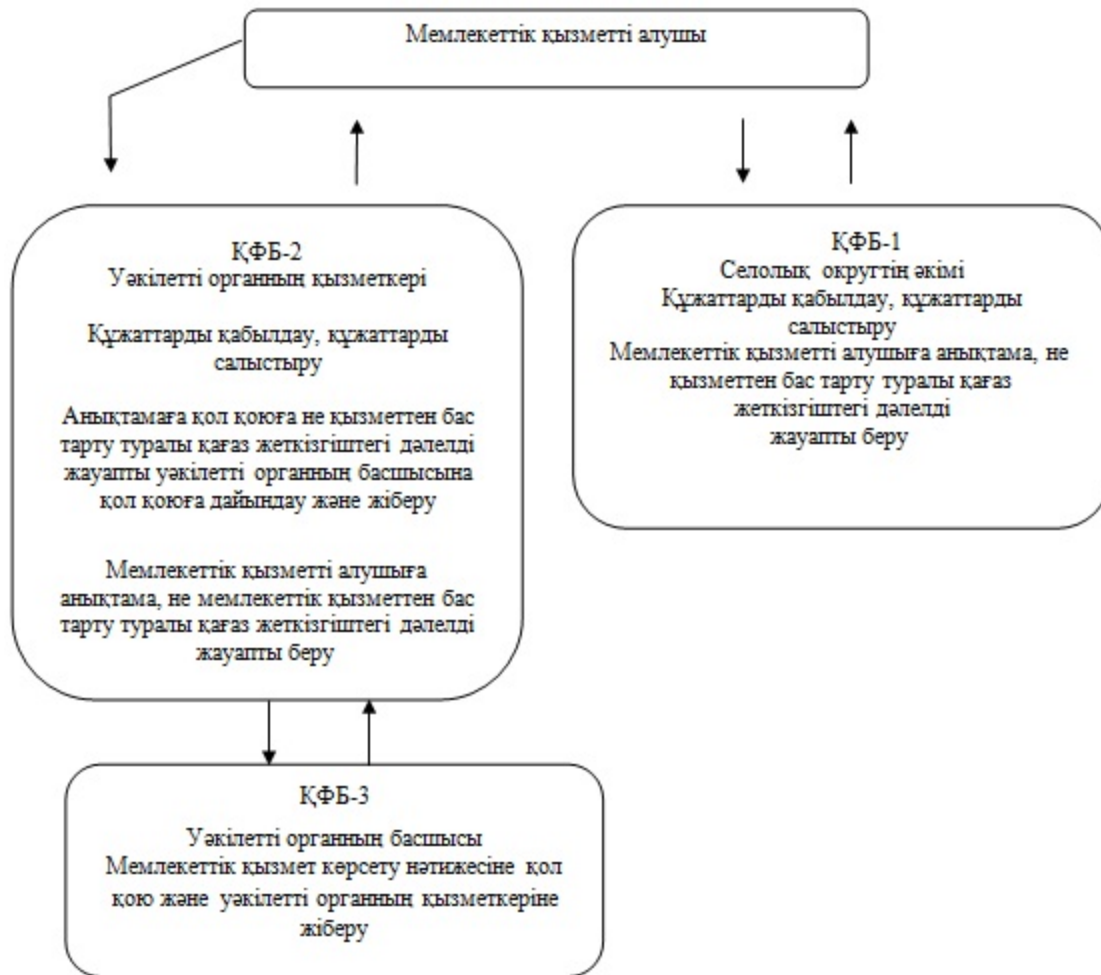 Мемлекеттік қызметті алушы
ҚФБ-2
Уәкілетті органның қызметкері
Құжаттарды қабылдау, құжаттарды
салыстыру
Анықтамаға қол қоюға не қызметтен бас
тарту туралы қағаз жеткізгіштегі дәлелді
жауапты уәкілетті органның басшысына
қол қоюға дайындау және жіберу
Мемлекеттік қызметті алушыға
анықтама, не мемлекеттік қызметтен бас
тарту туралы қағаз жеткізгіштегі дәлелді
жауапты беру
ҚФБ-1
Селолық округтің әкімі
Құжаттарды қабылдау, құжаттарды
салыстыру
Мемлекеттік қызметті алушыға анықтама, не
қызметтен бас тарту туралы қағаз
жеткізгіштегі дәлелді
жауапты беру
ҚФБ-3
Уәкілетті органның басшысы
Мемлекеттік қызмет көрсету нәтижесіне қол
қою және уәкілетті органның қызметкеріне
жіберу